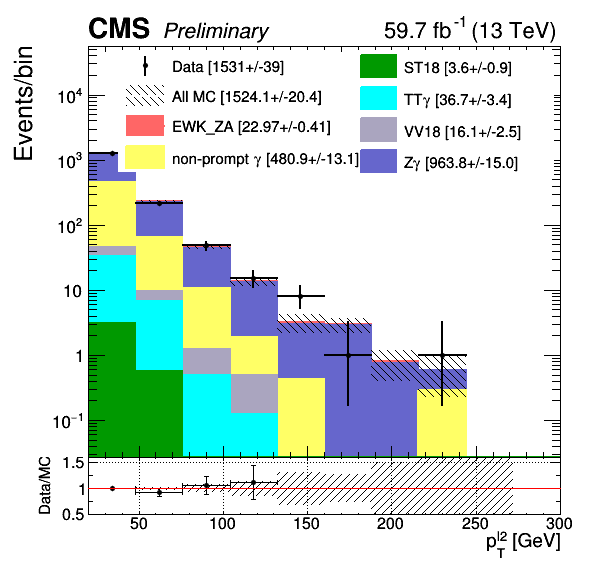 CMS Preliminary 59.7 fb⁻¹ (13 TeV)
Events/bin
Data [1531+/-39]
All MC [1524.1+/-20.4]
EWK_ZA [22.97+/-0.41]
non-prompt γ [480.9+/-13.1]
ST18 [3.6+/-0.9]
TTγ [36.7+/-3.4]
VV18 [16.1+/-2.5]
Zγ [963.8+/-15.0]
10⁴
10³
10²
10
1
10⁻¹
Data/MC
1.5
1
0.5
50 100 150 200 250 300
p_T^l2 [GeV]